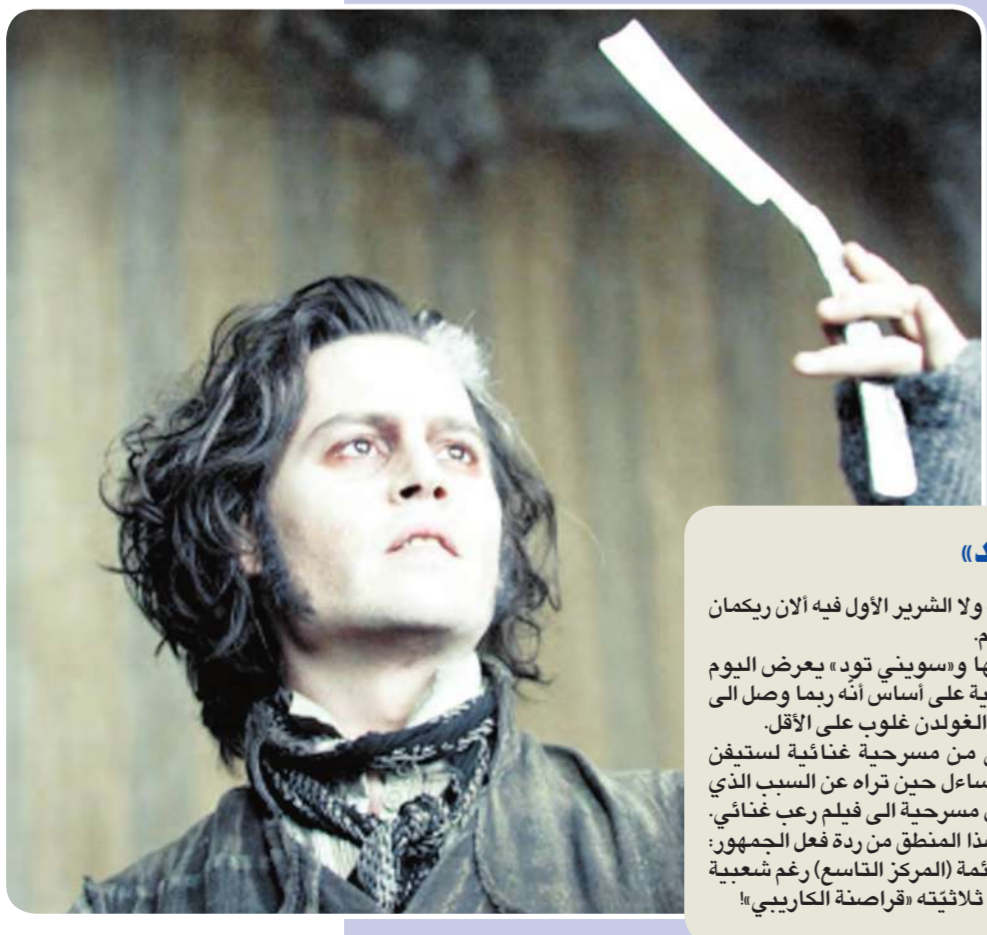 د»
ولا الشرير الأول فيه ألان ريكمان
م.
ها و«سويني تود» يعرض اليوم
ية على أساس أنّه ربما وصل الى
الغولدن غلوب على الأقل.
ي من مسرحية غنائية لستيفن
ساءل حين تراه عن السبب الذي
ل مسرحية الى فيلم رعب غنائي.
هذا المنطق من ردة فعل الجمهور:
ئمة (المركز التاسع) رغم شعبية
ثلاثيّته «قراصنة الكاريبي»!